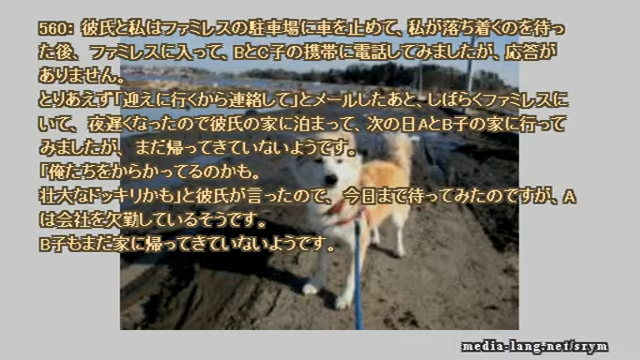 560: 彼氏と私はファミレスの駐車場に車を止めて、私が落ち着くのを待っ
た後、ファミレスに入って、BとC子の携帯に電話してみましたが、応答が
ありません。
とりあえず「迎えに行くから連絡して」とメールしたあと、しばらくファミレスに
いて、夜遅くなったので彼氏の家に泊まって、次の日AとB子の家に行って
みましたが、まだ帰ってきていないようです。
「俺たちをからかってるのかも。
壮大なドッキリかも」と彼氏が言ったので、今日まで待ってみたのですが、A
は会社を欠勤しているそうです。
B子もまだ家に帰ってきていないようです。
media-lang-net/srym